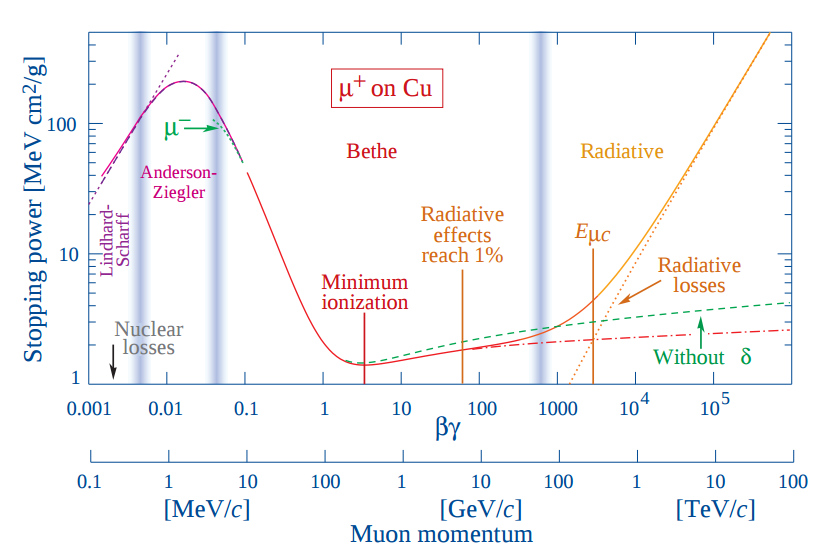 Stopping power [MeV cm²/g]
100
10
1
μ⁺ on Cu
μ⁻
Anderson-
Ziegler
Bethe
Radiative
Lindhard-
Scharff
Radiative
effects
reach 1%
Eμc
Radiative
losses
Minimum
ionization
Nuclear
losses
Without δ
0.001 0.01 0.1 1 10 100 1000 10⁴ 10⁵
βγ
0.1 1 10 100 1 10 100 1 10 100
[MeV/c] [GeV/c] [TeV/c]
Muon momentum